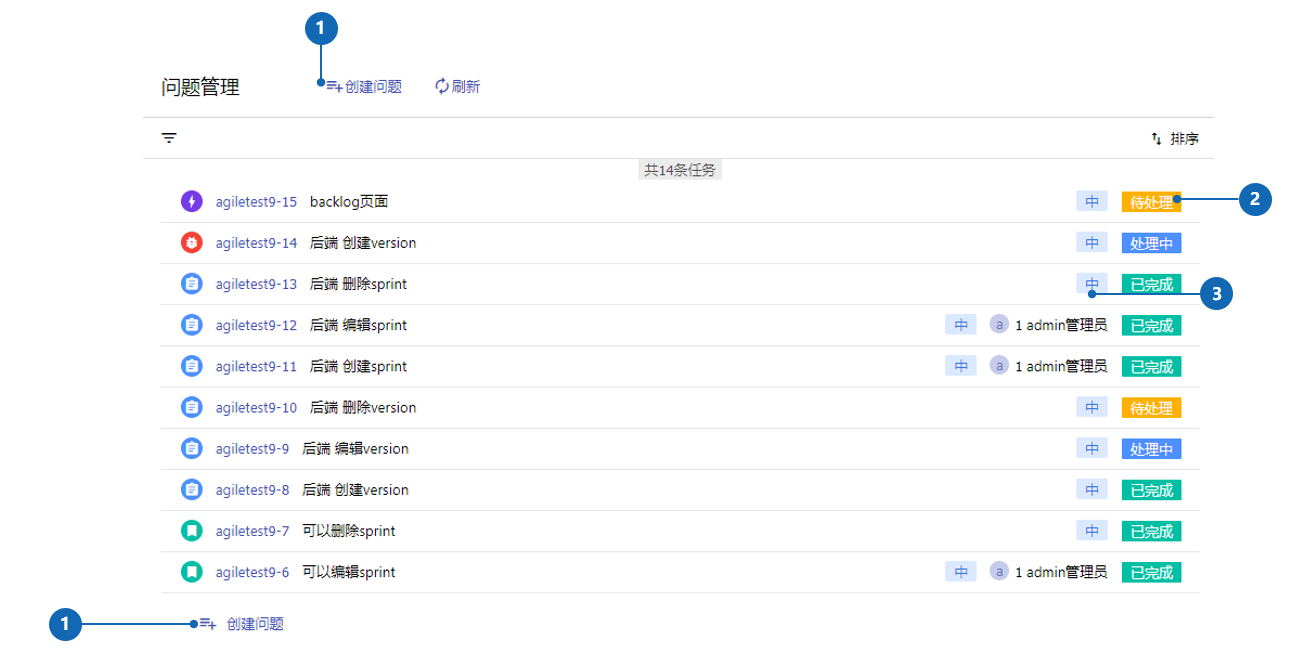 1
问题管理 创建问题 刷新
排序
共14条任务
agiletest9-15 backlog页面 中 待处理 2
agiletest9-14 后端 创建version 中 处理中
agiletest9-13 后端 删除sprint 中 已完成 3
agiletest9-12 后端 编辑sprint 中 a 1 admin管理员 已完成
agiletest9-11 后端 创建sprint 中 a 1 admin管理员 已完成
agiletest9-10 后端 删除version 中 待处理
agiletest9-9 后端 编辑version 中 处理中
agiletest9-8 后端 创建version 中 已完成
agiletest9-7 可以删除sprint 中 已完成
agiletest9-6 可以编辑sprint 中 a 1 admin管理员 已完成
1 创建问题